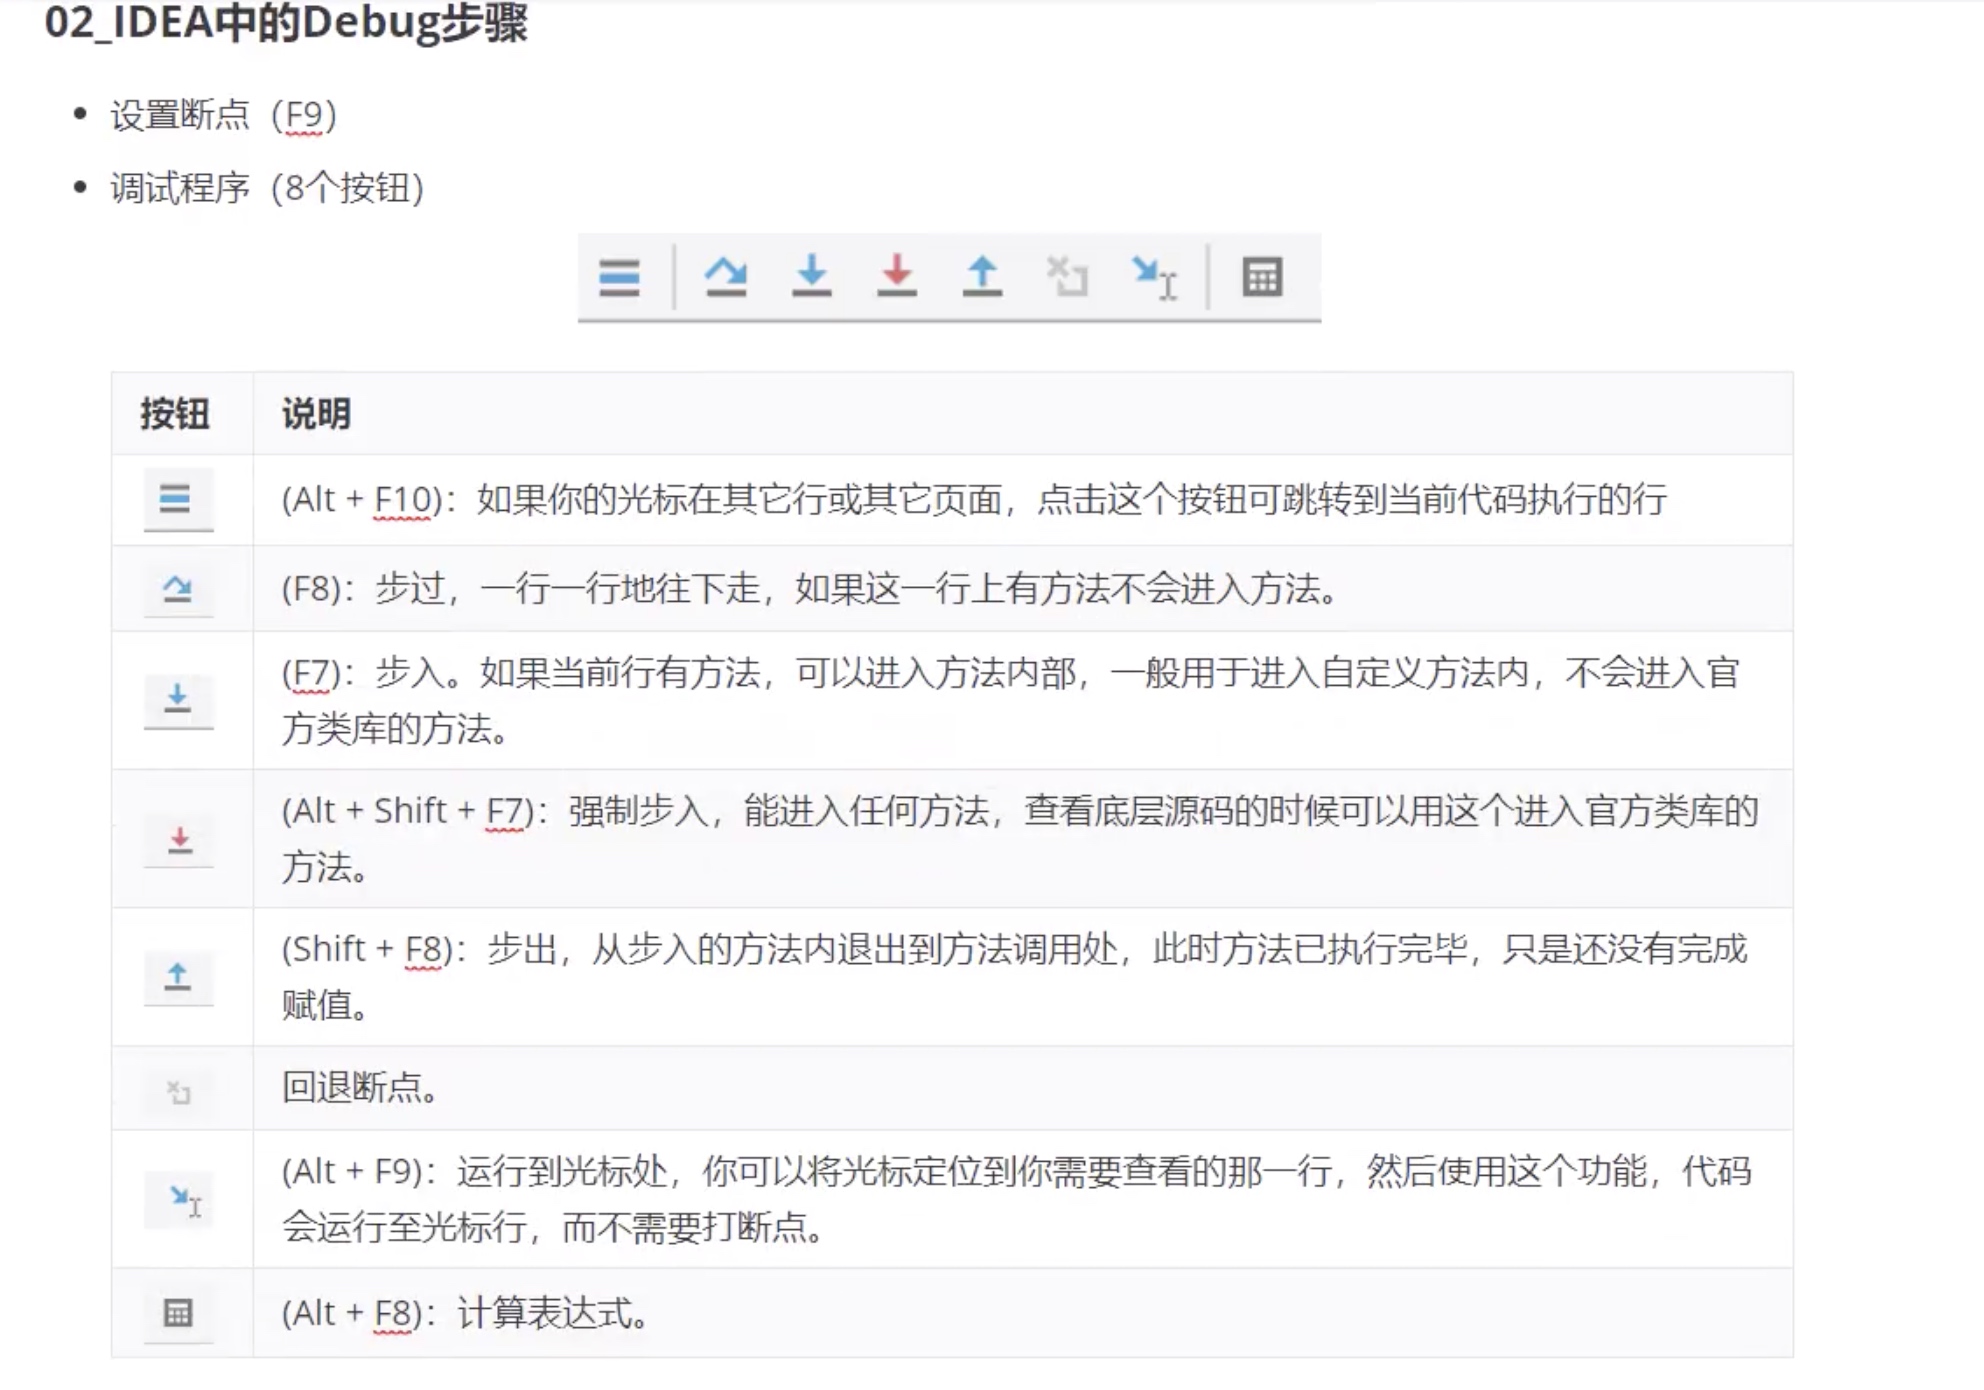 02_IDEA中的Debug步骤
设置断点（F9）
调试程序（8个按钮）
按钮 说明
(Alt + F10)：如果你的光标在其它行或其它页面，点击这个按钮可跳转到当前代码执行的行
(F8)：步过，一行一行地往下走，如果这一行上有方法不会进入方法。
(F7)：步入。如果当前行有方法，可以进入方法内部，一般用于进入自定义方法内，不会进入官
方类库的方法。
(Alt + Shift + F7)：强制步入，能进入任何方法，查看底层源码的时候可以用这个进入官方类库的
方法。
(Shift + F8)：步出，从步入的方法内退出到方法调用处，此时方法已执行完毕，只是还没有完成
赋值。
回退断点。
(Alt + F9)：运行到光标处，你可以将光标定位到你需要查看的那一行，然后使用这个功能，代码
会运行至光标行，而不需要打断点。
(Alt + F8)：计算表达式。